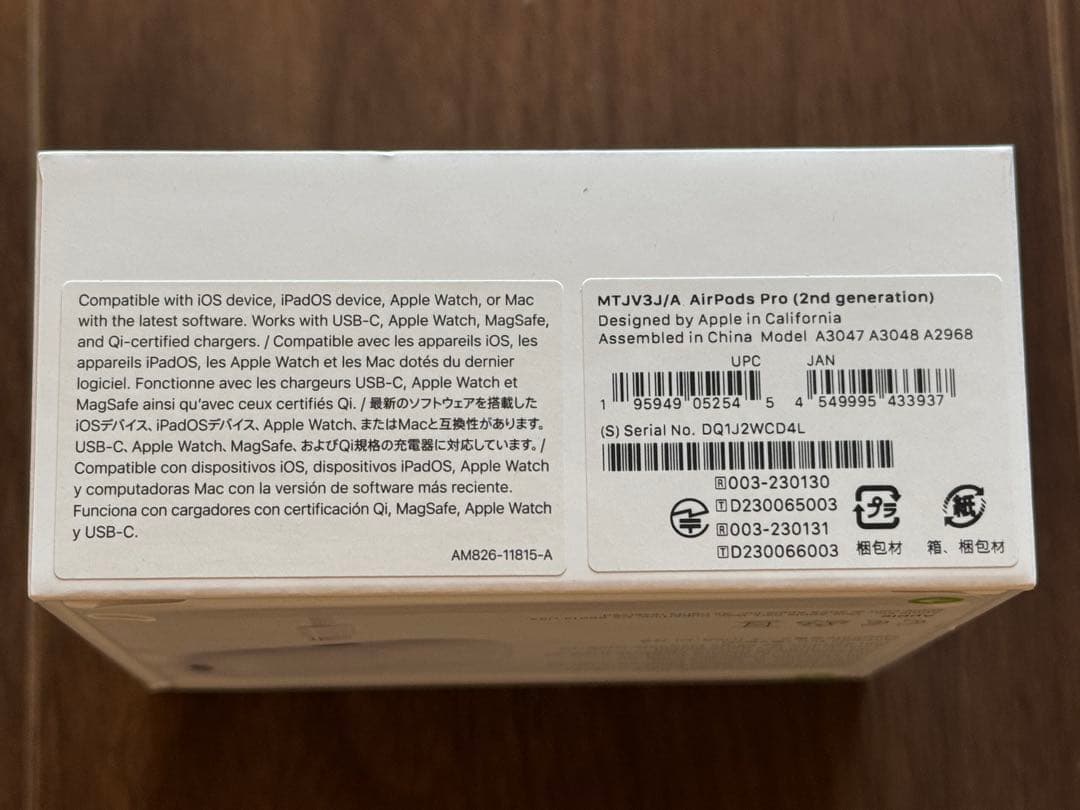 Compatible with iOS device, iPadOS device, Apple Watch, or Mac
with the latest software. Works with USB-C, Apple Watch, MagSafe,
and Qi-certified chargers. / Compatible avec les appareils iOS, les
appareils iPadOS, les Apple Watch et les Mac dotés du dernier
logiciel. Fonctionne avec les chargeurs USB-C, Apple Watch et
MagSafe ainsi qu’avec ceux certifiés Qi. / 最新のソフトウェアを搭載した
iOSデバイス、iPadOSデバイス、Apple Watch、またはMacと互換性があります。
USB-C、Apple Watch、MagSafe、およびQi規格の充電器に対応しています。/
Compatible con dispositivos iOS, dispositivos iPadOS, Apple Watch
y computadoras Mac con la versión de software más reciente.
Funciona con cargadores con certificación Qi, MagSafe, Apple Watch
y USB-C.
AM826-11815-A
MTJV3J/A AirPods Pro (2nd generation)
Designed by Apple in California
Assembled in China Model A3047 A3048 A2968
UPC JAN
1 95949 05254 5 4 549995 433937
(S) Serial No. DQ1J2WCD4L
R 003-230130
T D230065003
R 003-230131
T D230066003
プラ
梱包材
紙
箱、梱包材